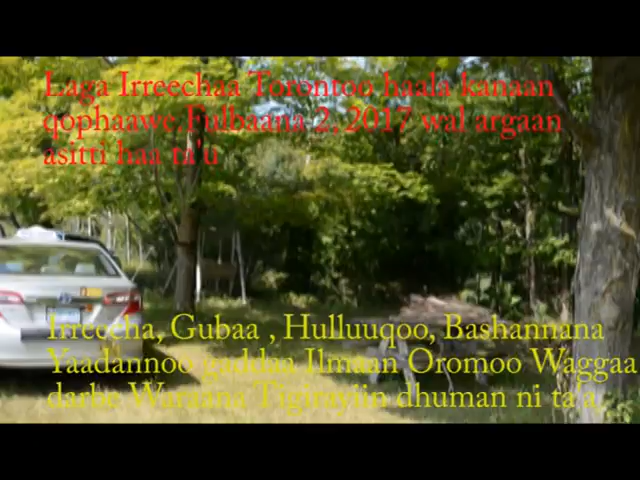 Laga Irreechaa Torontoo haala kanaan
qophaawe.Fulbaana 2, 2017 wal argaan
asitti haa ta'u
Irreecha, Gubaa , Hulluuqoo, Bashannana
Yaadannoo gaddaa Ilmaan Oromoo Waggaa
darbe Waraana Tigirayiin dhuman ni ta'a.